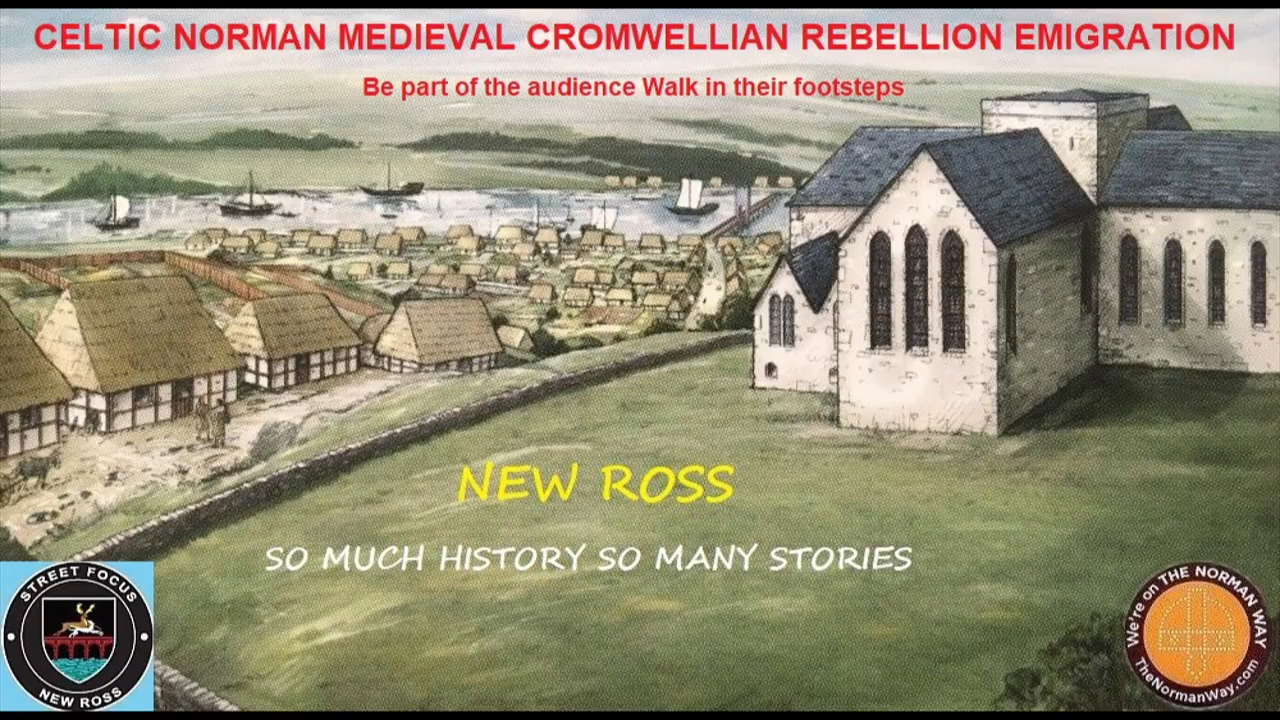 CELTIC NORMAN MEDIEVAL CROMWELLIAN REBELLION EMIGRATION
Be part of the audience Walk in their footsteps
NEW ROSS
SO MUCH HISTORY SO MANY STORIES
STREET FOCUS
NEW ROSS
We're on THE NORMAN WAY
TheNormanWay.com